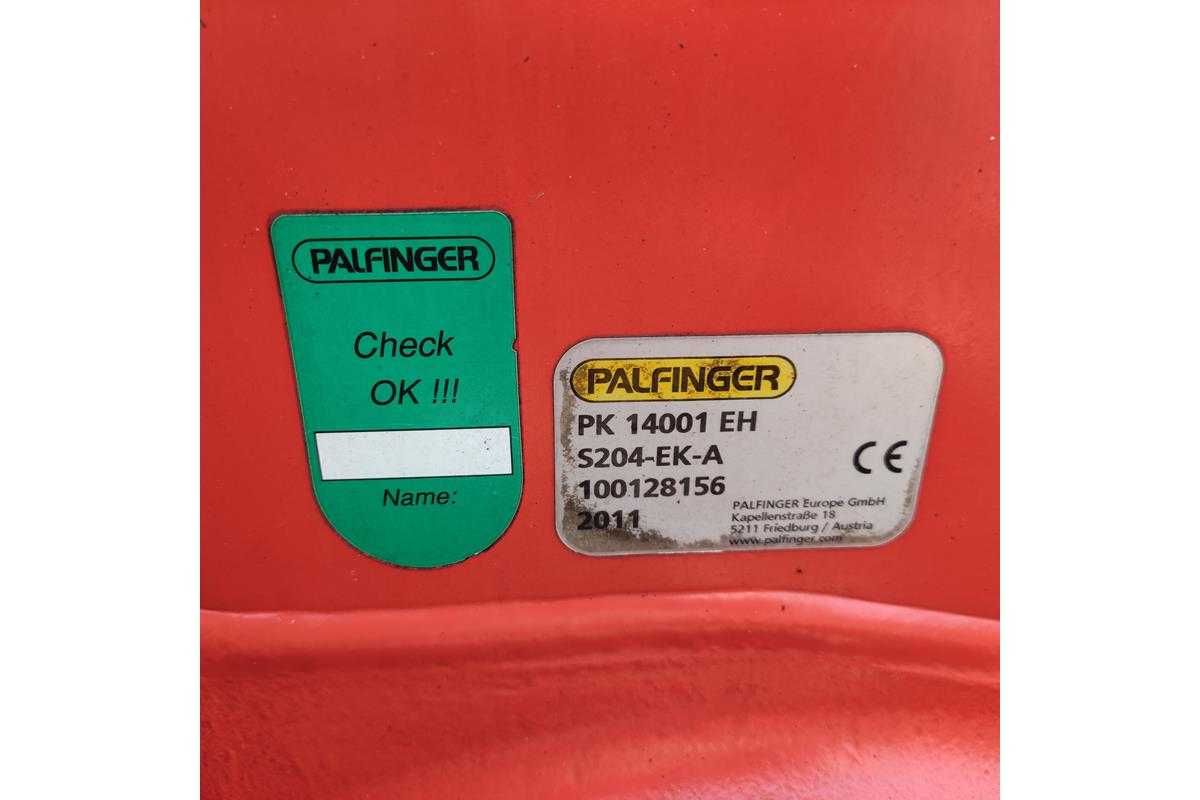 PALFINGER
Check
OK !!!
Name:
PALFINGER
PK 14001 EH
S204-EK-A
100128156
2011
CE
PALFINGER Europe GmbH
Kapellenstraße 18
5211 Friedburg / Austria
www.palfinger.com